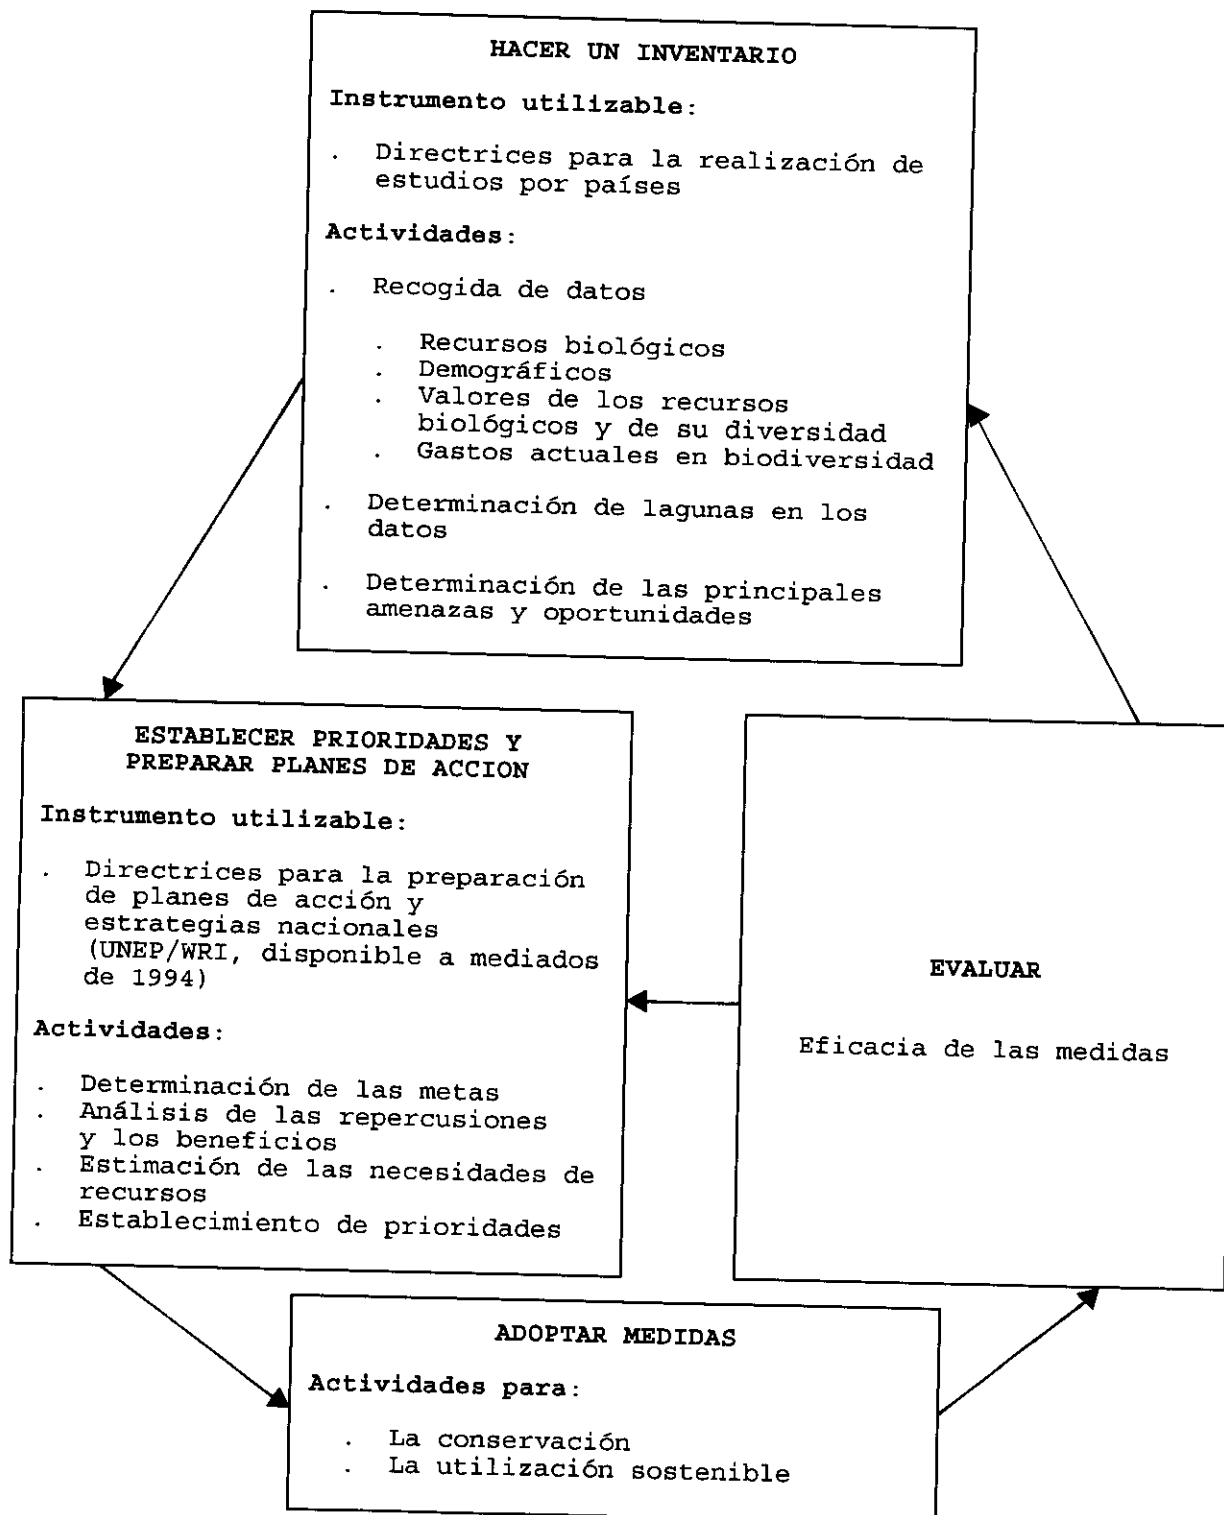 HACER UN INVENTARIO
Instrumento utilizable:
. Directrices para la realización de
estudios por países
Actividades:
. Recogida de datos
. Recursos biológicos
. Demográficos
. Valores de los recursos
biológicos y de su diversidad
. Gastos actuales en biodiversidad
. Determinación de lagunas en los
datos
. Determinación de las principales
amenazas y oportunidades
ESTABLECER PRIORIDADES Y
PREPARAR PLANES DE ACCION
Instrumento utilizable:
. Directrices para la preparación
de planes de acción y
estrategias nacionales
(UNEP/WRI, disponible a mediados
de 1994)
Actividades:
. Determinación de las metas
. Análisis de las repercusiones
y los beneficios
. Estimación de las necesidades de
recursos
. Establecimiento de prioridades
EVALUAR
Eficacia de las medidas
ADOPTAR MEDIDAS
Actividades para:
. La conservación
. La utilización sostenible